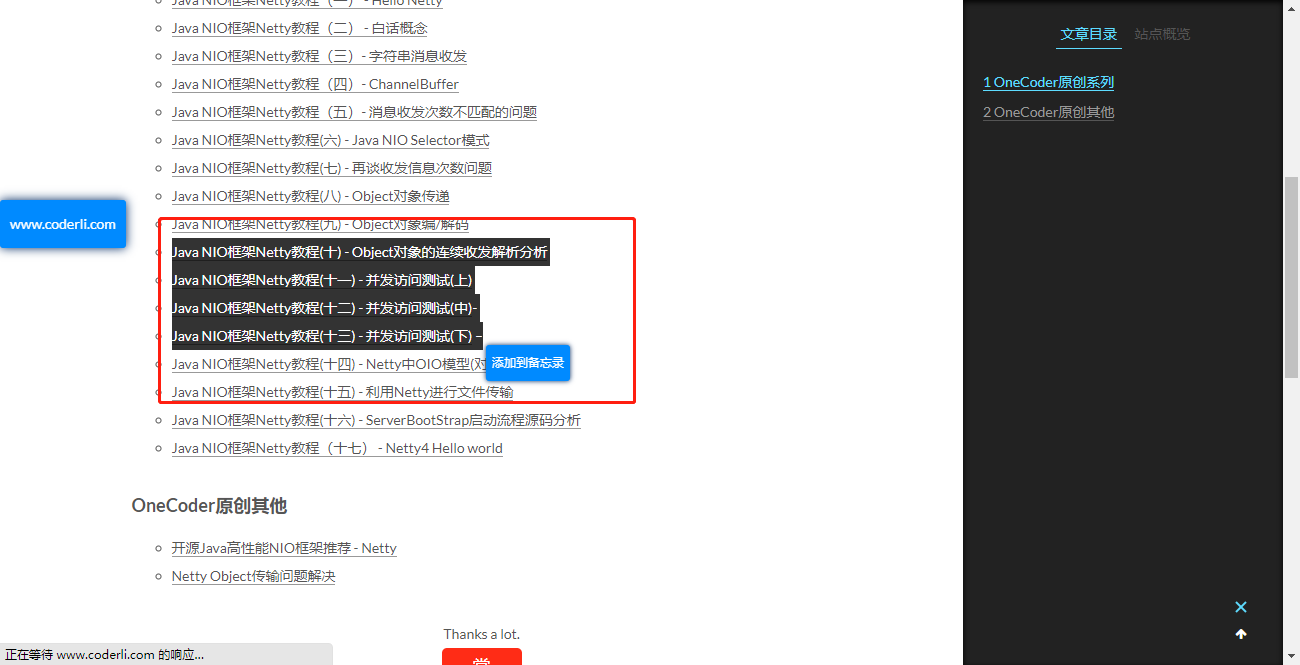 Java NIO框架Netty教程（一）- Hello Netty
Java NIO框架Netty教程（二） - 白话概念
Java NIO框架Netty教程（三）- 字符串消息收发
Java NIO框架Netty教程（四）- ChannelBuffer
Java NIO框架Netty教程（五）- 消息收发次数不匹配的问题
Java NIO框架Netty教程(六) - Java NIO Selector模式
Java NIO框架Netty教程(七) - 再谈收发信息次数问题
Java NIO框架Netty教程(八) - Object对象传递
www.coderli.com
Java NIO框架Netty教程(九) - Object对象编/解码
Java NIO框架Netty教程(十) - Object对象的连续收发解析分析
Java NIO框架Netty教程(十一) - 并发访问测试(上)
Java NIO框架Netty教程(十二) - 并发访问测试(中)-
Java NIO框架Netty教程(十三) - 并发访问测试(下) –
Java NIO框架Netty教程(十四) - Netty中OIO模型(对
添加到备忘录
Java NIO框架Netty教程(十五) - 利用Netty进行文件传输
Java NIO框架Netty教程(十六) - ServerBootStrap启动流程源码分析
Java NIO框架Netty教程（十七） - Netty4 Hello world
OneCoder原创其他
开源Java高性能NIO框架推荐 - Netty
Netty Object传输问题解决
Thanks a lot.
赏
正在等待 www.coderli.com 的响应...
文章目录
站点概览
1 OneCoder原创系列
2 OneCoder原创其他